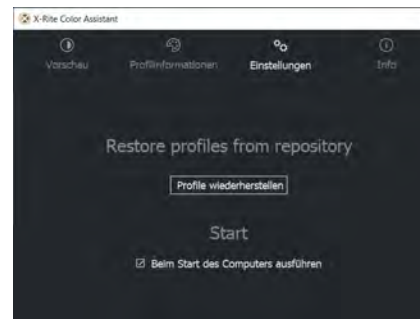 X-Rite Color Assistant
Vorschau
Profilinformationen
Einstellungen
Info
Restore profiles from repository
Profile wiederherstellen
Start
Beim Start des Computers ausführen